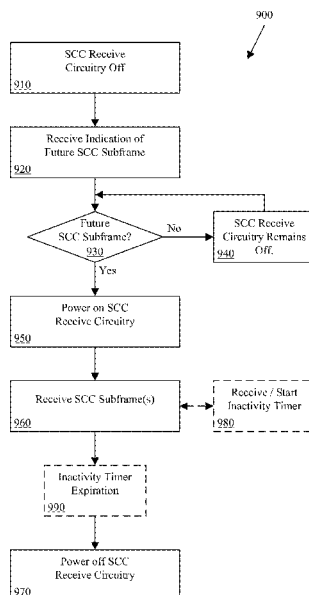 900
SCC Receive
Circuitry Off
910
Receive Indication of
Future SCC Subframe
920
Future
SCC Subframe?
930
No
SCC Receive
Circuitry Remains
Off.
940
Yes
Power on SCC
Receive Circuitry
950
Receive SCC Subframe(s)
960
Receive / Start
Inactivity Timer
980
Inactivity Timer
Expiration
990
Power off SCC
Receive Circuitry
970